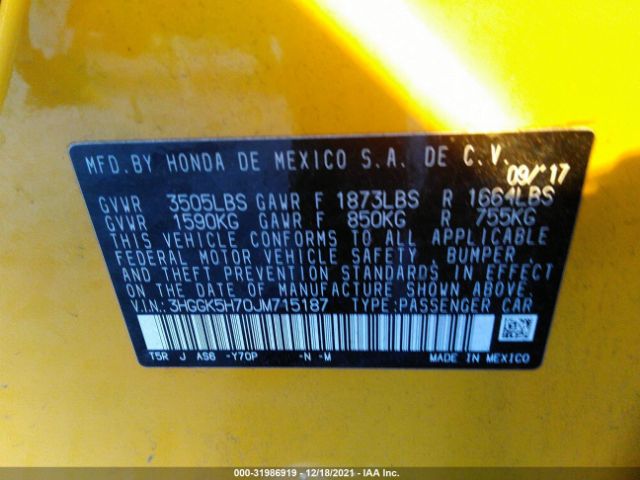 MFD.BY HONDA DE MEXICO S.A. DE C.V.
09/17
GVWR 3505LBS GAWR F 1873LBS R 1664LBS
GVWR 1590KG GAWR F 850KG R 755KG
THIS VEHICLE CONFORMS TO ALL APPLICABLE
FEDERAL MOTOR VEHICLE SAFETY, BUMPER,
AND THEFT PREVENTION STANDARDS IN EFFECT
ON THE DATE OF MANUFACTURE SHOWN ABOVE.
V.I.N.:3HGGK5H70JM715187 TYPE:PASSENGER CAR
T5R J AS6 -Y70P -N -M MADE IN MEXICO
000-31986919 - 12/18/2021 - IAA Inc.